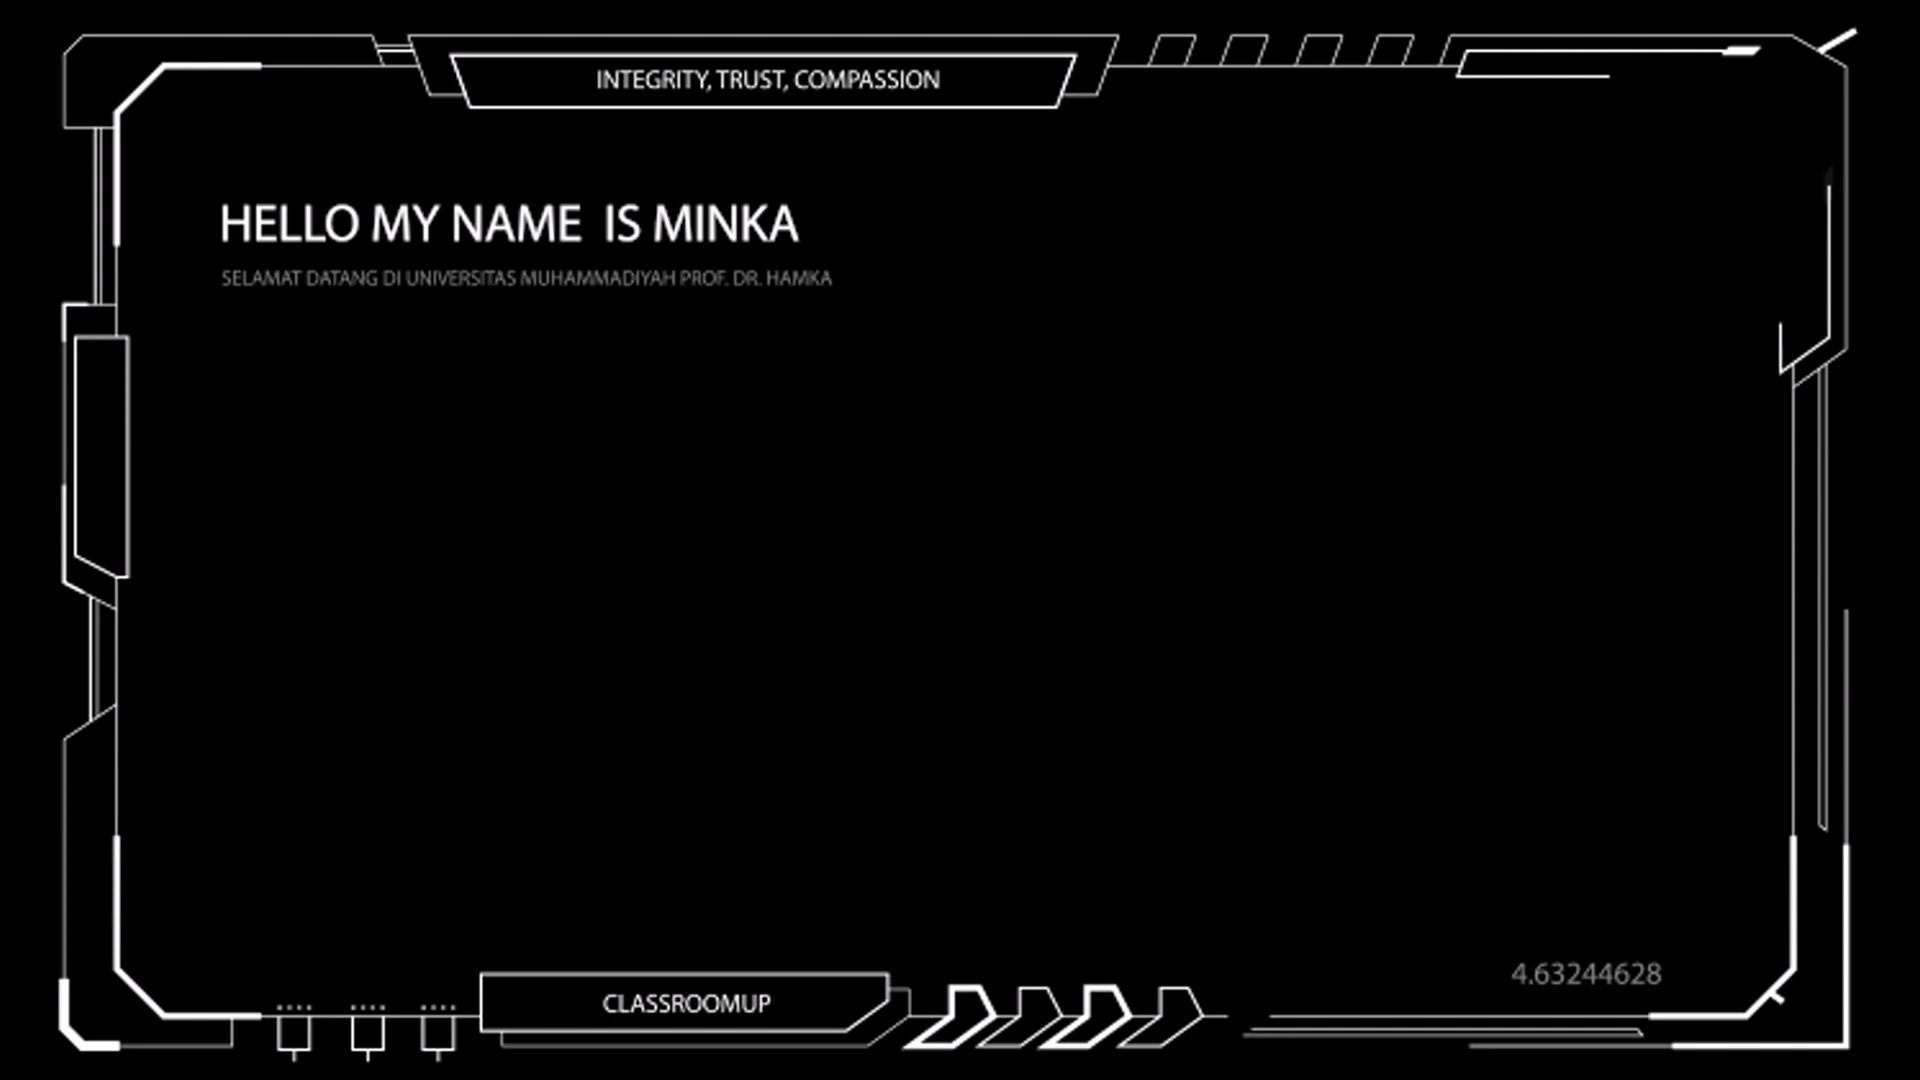 INTEGRITY, TRUST, COMPASSION
HELLO MY NAME IS MINKA
SELAMAT DATANG DI UNIVERSITAS MUHAMMADIYAH PROF. DR. HAMKA
4.63244628
CLASSROOMUP